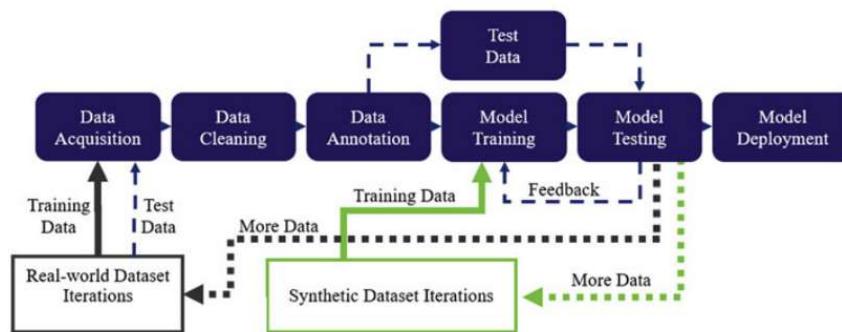 Test
Data
Data
Acquisition
Data
Cleaning
Data
Annotation
Model
Training
Model
Testing
Model
Deployment
Training
Data
Test
Data
Training Data
Feedback
More Data
Real-world Dataset
Iterations
Synthetic Dataset Iterations
More Data